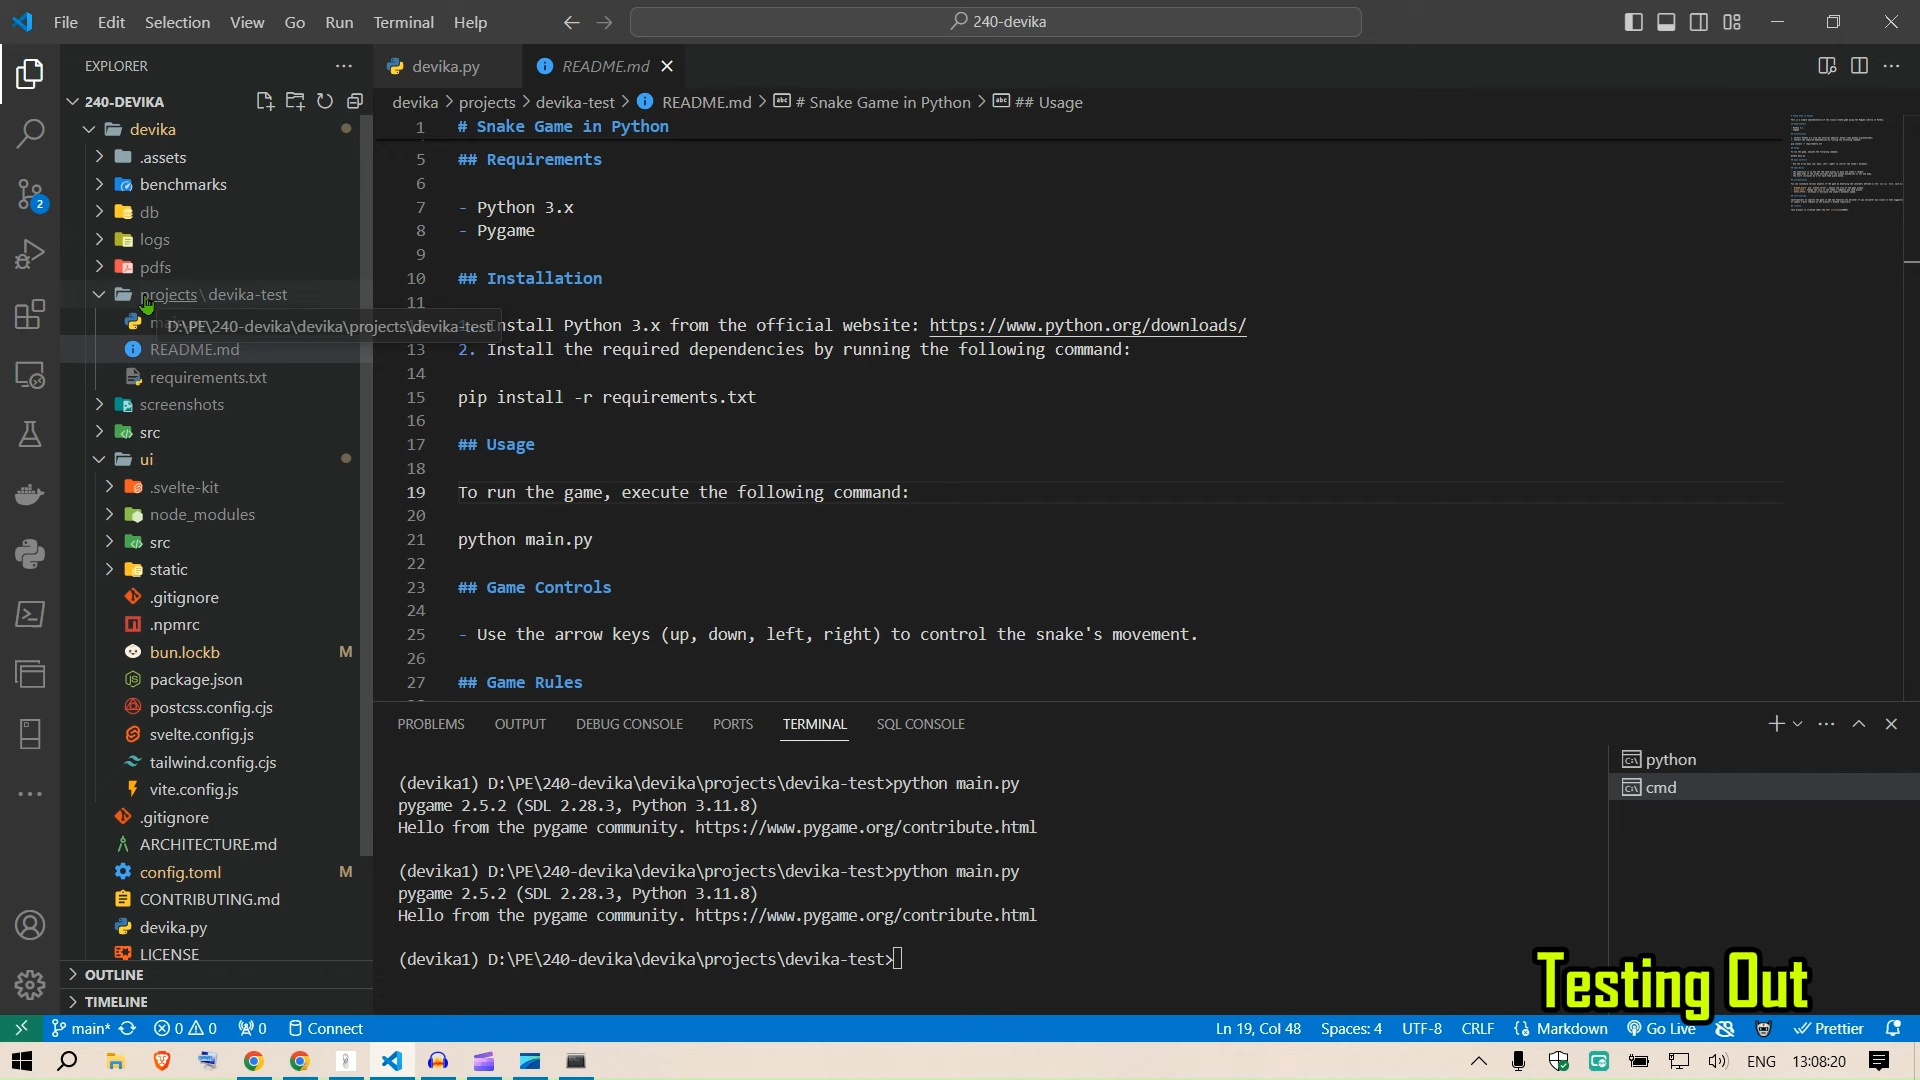 File Edit Selection View Go Run Terminal Help
240-devika
EXPLORER
240-DEVIKA
devika
.assets
benchmarks
db
logs
pdfs
projects \ devika-test
D:\PE\240-devika\devika\projects\devika-test
README.md
requirements.txt
screenshots
src
ui
.svelte-kit
node_modules
src
static
.gitignore
.npmrc
bun.lockb M
package.json
postcss.config.cjs
svelte.config.js
tailwind.config.cjs
vite.config.js
.gitignore
ARCHITECTURE.md
config.toml M
CONTRIBUTING.md
devika.py
LICENSE
OUTLINE
TIMELINE
2
devika.py
README.md
devika > projects > devika-test > README.md > # Snake Game in Python > ## Usage
1 # Snake Game in Python
5 ## Requirements
6
7 - Python 3.x
8 - Pygame
9
10 ## Installation
11
Install Python 3.x from the official website: https://www.python.org/downloads/
13 2. Install the required dependencies by running the following command:
14
15 pip install -r requirements.txt
16
17 ## Usage
18
19 To run the game, execute the following command:
20
21 python main.py
22
23 ## Game Controls
24
25 - Use the arrow keys (up, down, left, right) to control the snake's movement.
26
27 ## Game Rules
PROBLEMS OUTPUT DEBUG CONSOLE PORTS TERMINAL SQL CONSOLE
(devika1) D:\PE\240-devika\devika\projects\devika-test>python main.py
pygame 2.5.2 (SDL 2.28.3, Python 3.11.8)
Hello from the pygame community. https://www.pygame.org/contribute.html
(devika1) D:\PE\240-devika\devika\projects\devika-test>python main.py
pygame 2.5.2 (SDL 2.28.3, Python 3.11.8)
Hello from the pygame community. https://www.pygame.org/contribute.html
(devika1) D:\PE\240-devika\devika\projects\devika-test>
python
cmd
Testing Out
main* 0 0 0 Connect
Ln 19, Col 48 Spaces: 4 UTF-8 CRLF Markdown Go Live Prettier
ENG 13:08:20